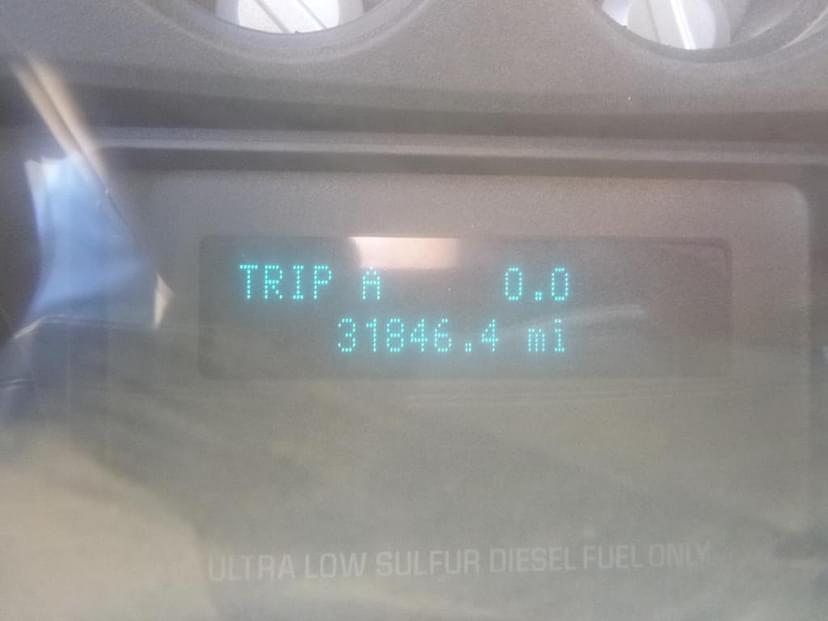 TRIP A 0.0
31846.4 mi
ULTRA LOW SULFUR DIESEL FUEL ONLY